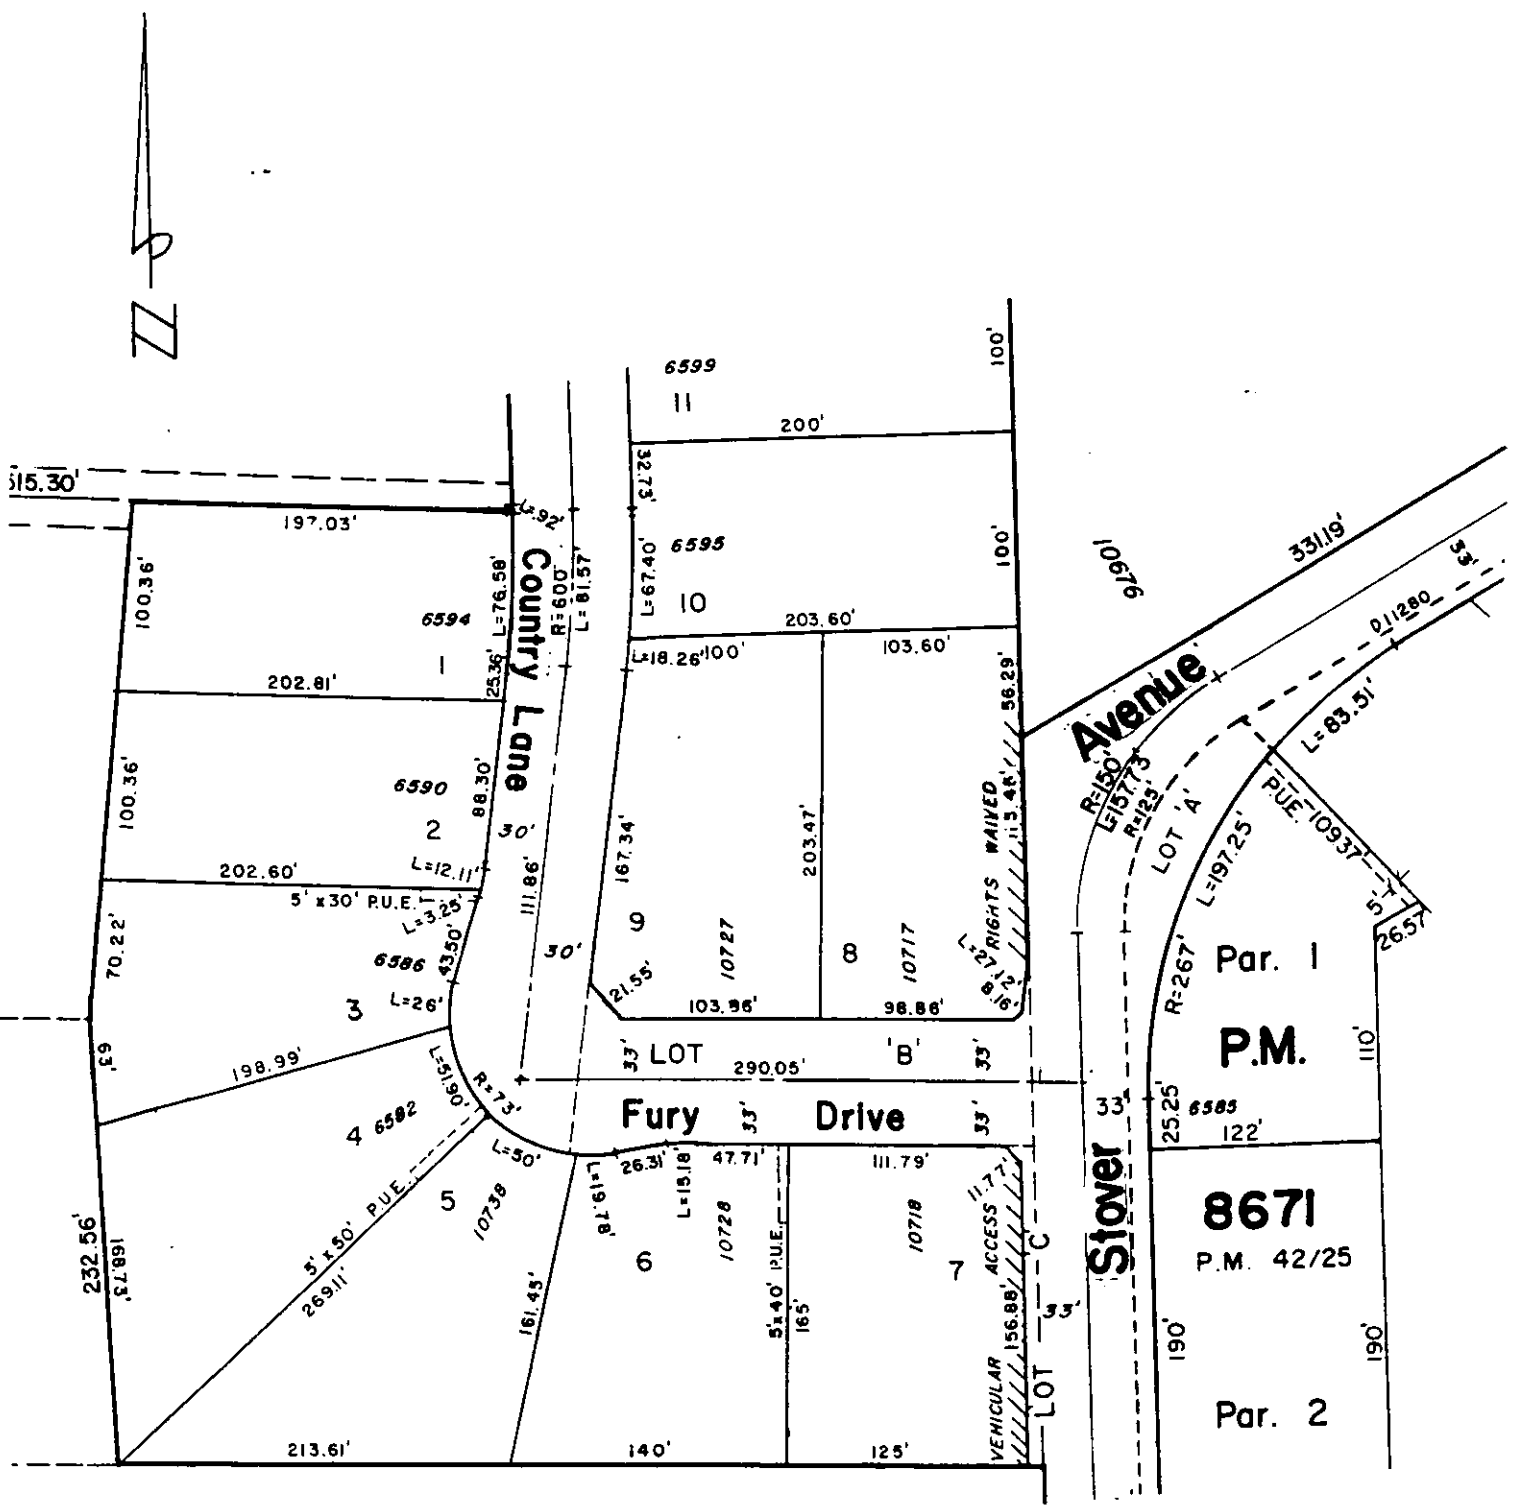 N
6599
11
100'
200'
515.30'
32.73'
L=.92'
197.03'
100.36'
L=76.58'
Country Lane
R=600'
L=81.57'
L=67.40'
6595
10
100'
10676
331.19'
33'
D11280
6594
1
25.36'
203.60'
L=18.26'
100'
103.60'
202.81'
56.29'
Avenue
L=83.51'
100.36'
6590
2
88.30'
30'
L=12.11'
167.34'
203.47'
RIGHTS WAIVED
R=150'
L=157.73'
R=125'
LOT 'A'
P.U.E.
109.37'
L=197.25'
202.60'
5' x30' P.U.E.
L=3.25'
111.86'
70.22'
6586
43.50'
3
L=26'
30'
9
10727
8
10717
L=27.12'
8.16'
21.55'
103.96'
98.86'
5'
26.57'
Par. 1
R=267'
P.M.
110'
63'
198.99'
L=51.90'
R=73'
33'
LOT 'B'
33'
290.05'
Fury Drive
33'
33'
33'
25.25
6585
122'
4
6582
L=50'
L=19.78'
26.31'
L=15.18'
47.71'
111.79'
11.77'
5
10738
P.U.E.
5' x 50'
269.11'
232.56'
168.73'
161.45'
6
10728
5'x40' P.U.E.
165'
10718
7
VEHICULAR ACCESS
156.88'
LOT 'C'
33'
Stover
8671
P.M. 42/25
190'
190'
Par. 2
213.61'
140'
125'